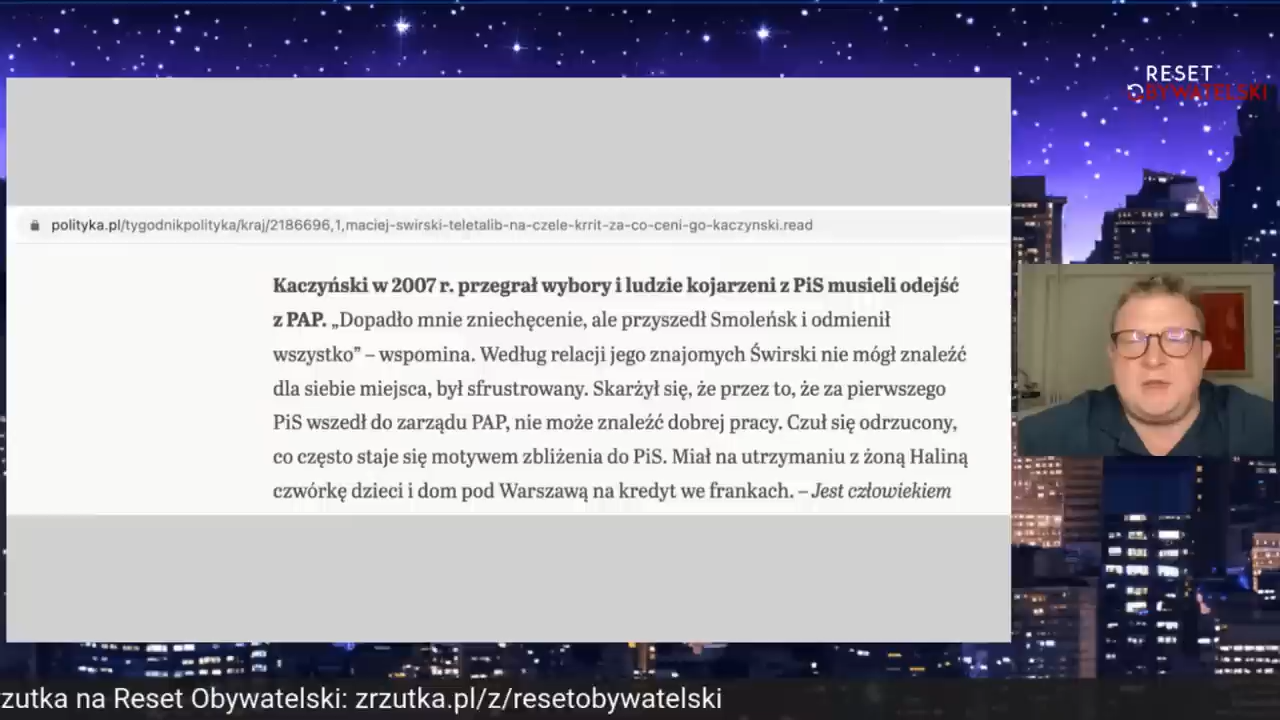 RESET
OBYWATELSKI
polityka.pl/tygodnikpolityka/kraj/2186696,1,maciej-swirski-teletalib-na-czele-krrit-za-co-ceni-go-kaczynski.read
Kaczyński w 2007 r. przegrał wybory i ludzie kojarzeni z PiS musieli odejść
z PAP. „Dopadło mnie zniechęcenie, ale przyszedł Smoleńsk i odmienił
wszystko” – wspomina. Według relacji jego znajomych Świrski nie mógł znaleźć
dla siebie miejsca, był sfrustrowany. Skarżył się, że przez to, że za pierwszego
PiS wszedł do zarządu PAP, nie może znaleźć dobrej pracy. Czuł się odrzucony,
co często staje się motywem zbliżenia do PiS. Miał na utrzymaniu z żoną Haliną
czwórkę dzieci i dom pod Warszawą na kredyt we frankach. – Jest człowiekiem
rzutka na Reset Obywatelski: zrzutka.pl/z/resetobywatelski